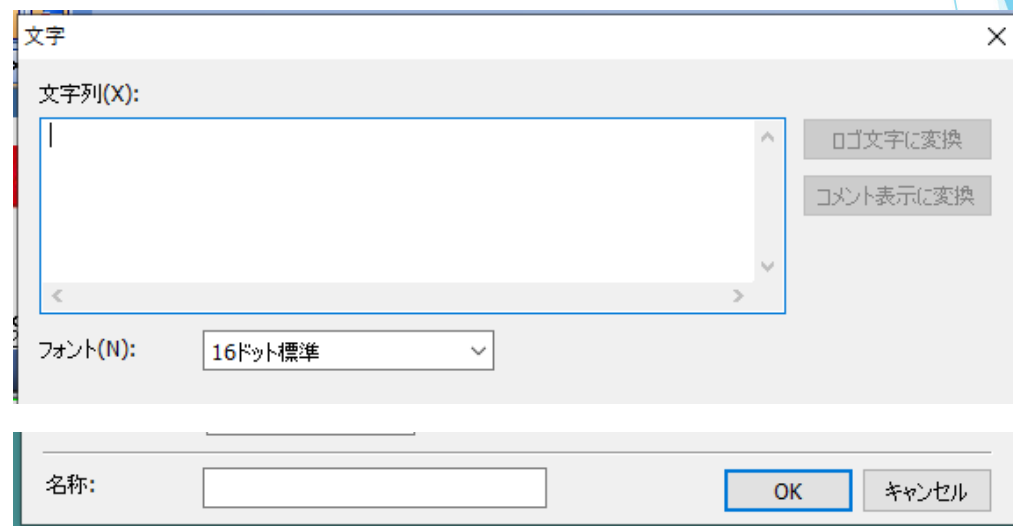 文字
文字列(X):
ロゴ文字に変換
コメント表示に変換
フォント(N):
16ドット標準
名称:
OK
キャンセル